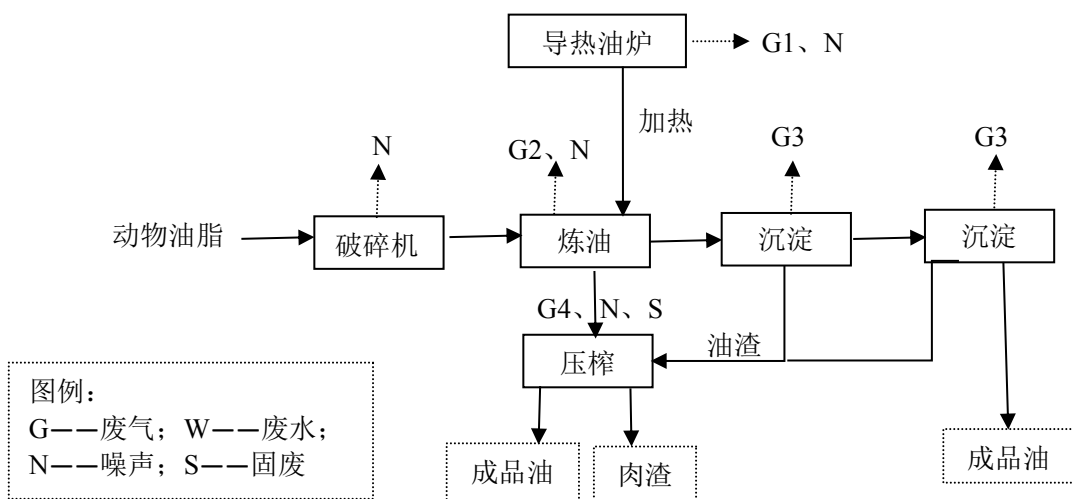 导热油炉
G1、N
加热
N
G2、N
G3
G3
动物油脂
破碎机
炼油
沉淀
沉淀
G4、N、S
油渣
压榨
图例：
G——废气；W——废水；
N——噪声；S——固废
成品油
肉渣
成品油